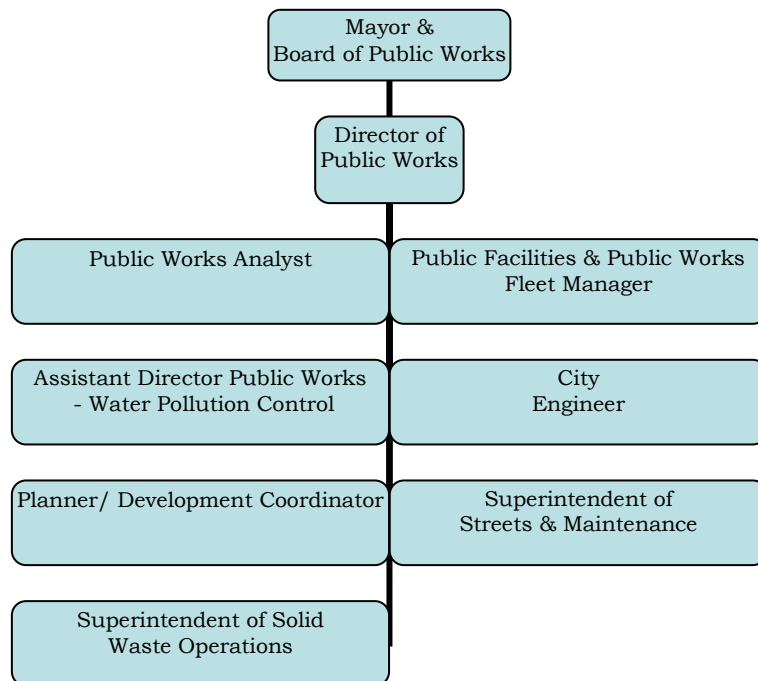 Mayor &
Board of Public Works
Director of
Public Works
Public Works Analyst
Public Facilities & Public Works
Fleet Manager
Assistant Director Public Works
- Water Pollution Control
City
Engineer
Planner/ Development Coordinator
Superintendent of
Streets & Maintenance
Superintendent of Solid
Waste Operations